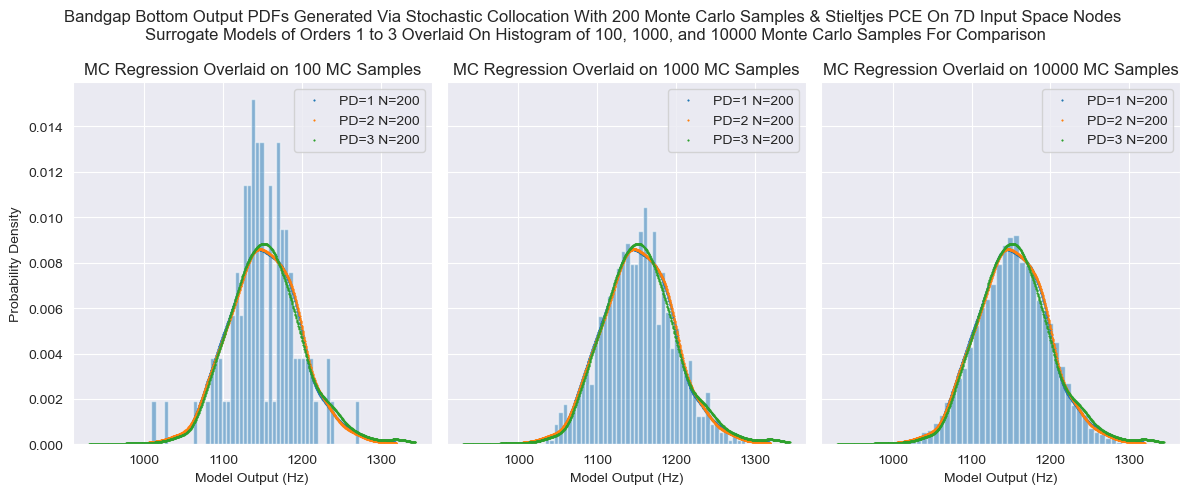 Bandgap Bottom Output PDFs Generated Via Stochastic Collocation With 200 Monte Carlo Samples & Stieltjes PCE On 7D Input Space Nodes
Surrogate Models of Orders 1 to 3 Overlaid On Histogram of 100, 1000, and 10000 Monte Carlo Samples For Comparison
MC Regression Overlaid on 100 MC Samples
PD=1 N=200
PD=2 N=200
PD=3 N=200
0.014
0.012
0.010
0.008
0.006
0.004
0.002
0.000
Probability Density
1000 1100 1200 1300
Model Output (Hz)
MC Regression Overlaid on 1000 MC Samples
PD=1 N=200
PD=2 N=200
PD=3 N=200
1000 1100 1200 1300
Model Output (Hz)
MC Regression Overlaid on 10000 MC Samples
PD=1 N=200
PD=2 N=200
PD=3 N=200
1000 1100 1200 1300
Model Output (Hz)